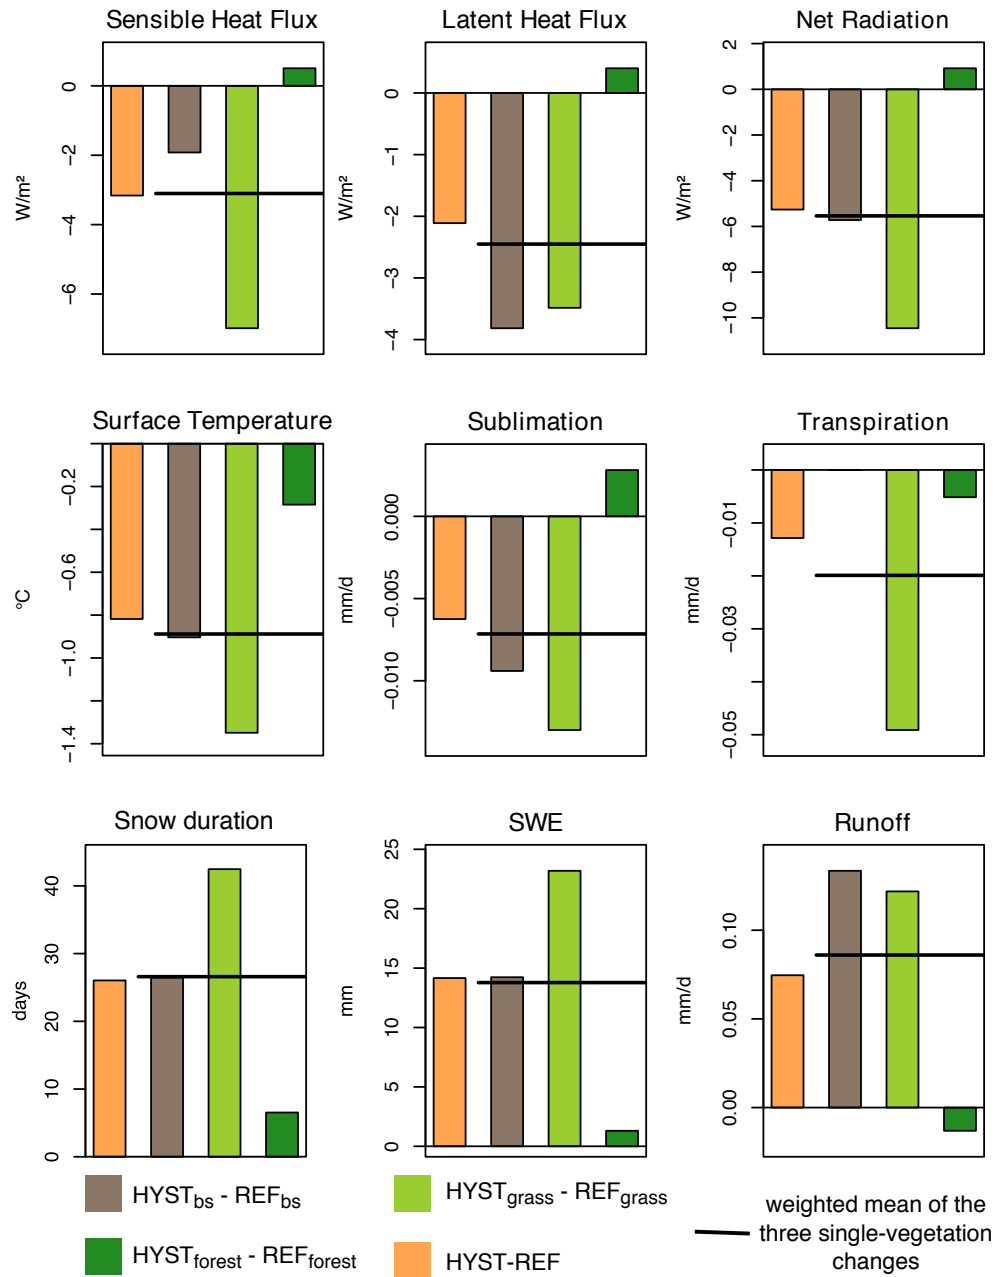 Sensible Heat Flux
Latent Heat Flux
Net Radiation
W/m²
0
−2
−4
−6
W/m²
0
−1
−2
−3
−4
W/m²
2
0
−2
−4
−6
−8
−10
Surface Temperature
Sublimation
Transpiration
°C
−0.2
−0.6
−1.0
−1.4
mm/d
0.000
−0.005
−0.010
mm/d
−0.01
−0.03
−0.05
Snow duration
SWE
Runoff
days
40
30
20
10
0
mm
25
20
15
10
5
0
mm/d
0.10
0.05
0.00
HYSTbs - REFbs
HYSTgrass - REFgrass
HYSTforest - REFforest
HYST-REF
weighted mean of the
three single-vegetation
changes